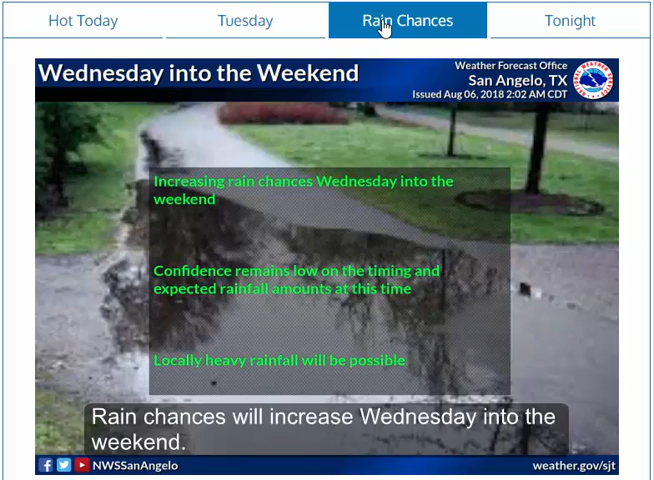 Hot Today
Tuesday
Rain Chances
Tonight
Wednesday into the Weekend
Weather Forecast Office
San Angelo, TX
Issued Aug 06, 2018 2:02 AM CDT
Increasing rain chances Wednesday into the
weekend
Confidence remains low on the timing and
expected rainfall amounts at this time
Locally heavy rainfall will be possible
Rain chances will increase Wednesday into the
weekend.
NWSSanAngelo
weather.gov/sjt